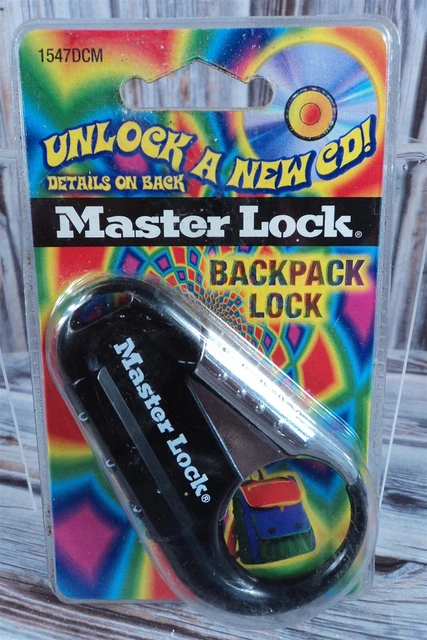 1547DCM
UNLOCK A NEW CD!
DETAILS ON BACK
Master Lock®
BACKPACK
LOCK
Master Lock®